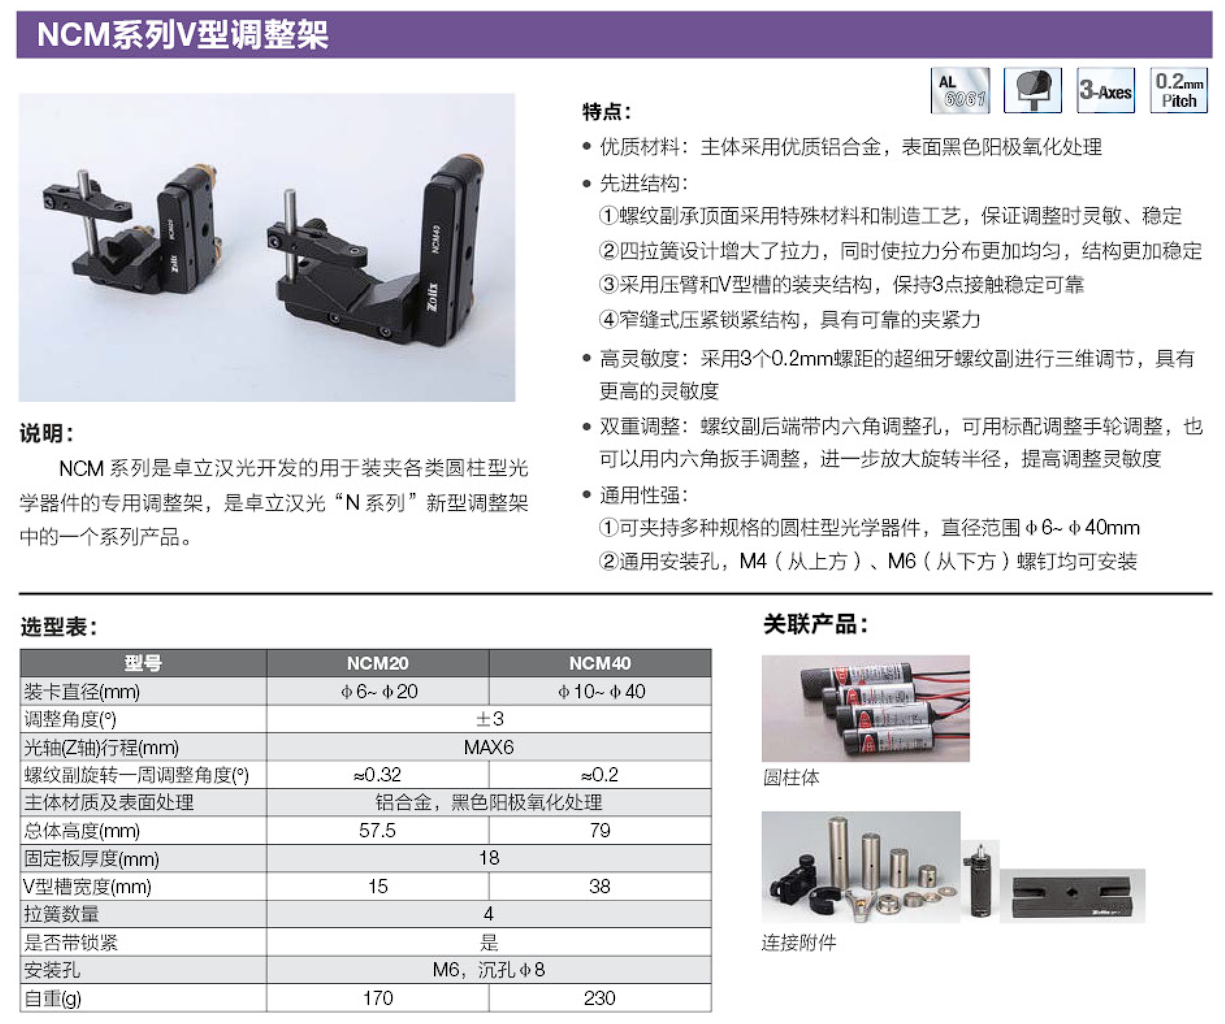 NCM系列V型调整架
AL
6061
3-Axes
0.2mm
Pitch
NCM20
Zolix
NCM40
Zolix
特点：
• 优质材料：主体采用优质铝合金，表面黑色阳极氧化处理
• 先进结构：
①螺纹副承顶面采用特殊材料和制造工艺，保证调整时灵敏、稳定
②四拉簧设计增大了拉力，同时使拉力分布更加均匀，结构更加稳定
③采用压臂和V型槽的装夹结构，保持3点接触稳定可靠
④窄缝式压紧锁紧结构，具有可靠的夹紧力
• 高灵敏度：采用3个0.2mm螺距的超细牙螺纹副进行三维调节，具有
更高的灵敏度
• 双重调整：螺纹副后端带内六角调整孔，可用标配调整手轮调整，也
可以用内六角扳手调整，进一步放大旋转半径，提高调整灵敏度
• 通用性强：
①可夹持多种规格的圆柱型光学器件，直径范围φ6~φ40mm
②通用安装孔，M4（从上方）、M6（从下方）螺钉均可安装
说明：
NCM 系列是卓立汉光开发的用于装夹各类圆柱型光
学器件的专用调整架，是卓立汉光“N 系列”新型调整架
中的一个系列产品。
选型表：
型号 NCM20 NCM40
装卡直径(mm) φ6~φ20 φ10~φ40
调整角度(°) ±3
光轴(Z轴)行程(mm) MAX6
螺纹副旋转一周调整角度(°) ≈0.32 ≈0.2
主体材质及表面处理 铝合金，黑色阳极氧化处理
总体高度(mm) 57.5 79
固定板厚度(mm) 18
V型槽宽度(mm) 15 38
拉簧数量 4
是否带锁紧 是
安装孔 M6，沉孔φ8
自重(g) 170 230
关联产品：
圆柱体
Zolix
连接附件